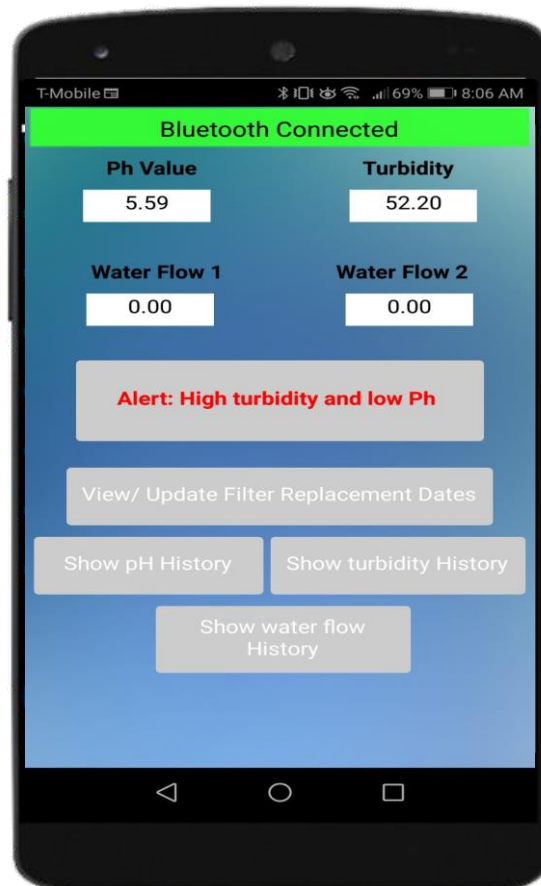 T-Mobile 69% 8:06 AM
Bluetooth Connected
Ph Value Turbidity
5.59 52.20
Water Flow 1 Water Flow 2
0.00 0.00
Alert: High turbidity and low Ph
View/ Update Filter Replacement Dates
Show pH History Show turbidity History
Show water flow
History